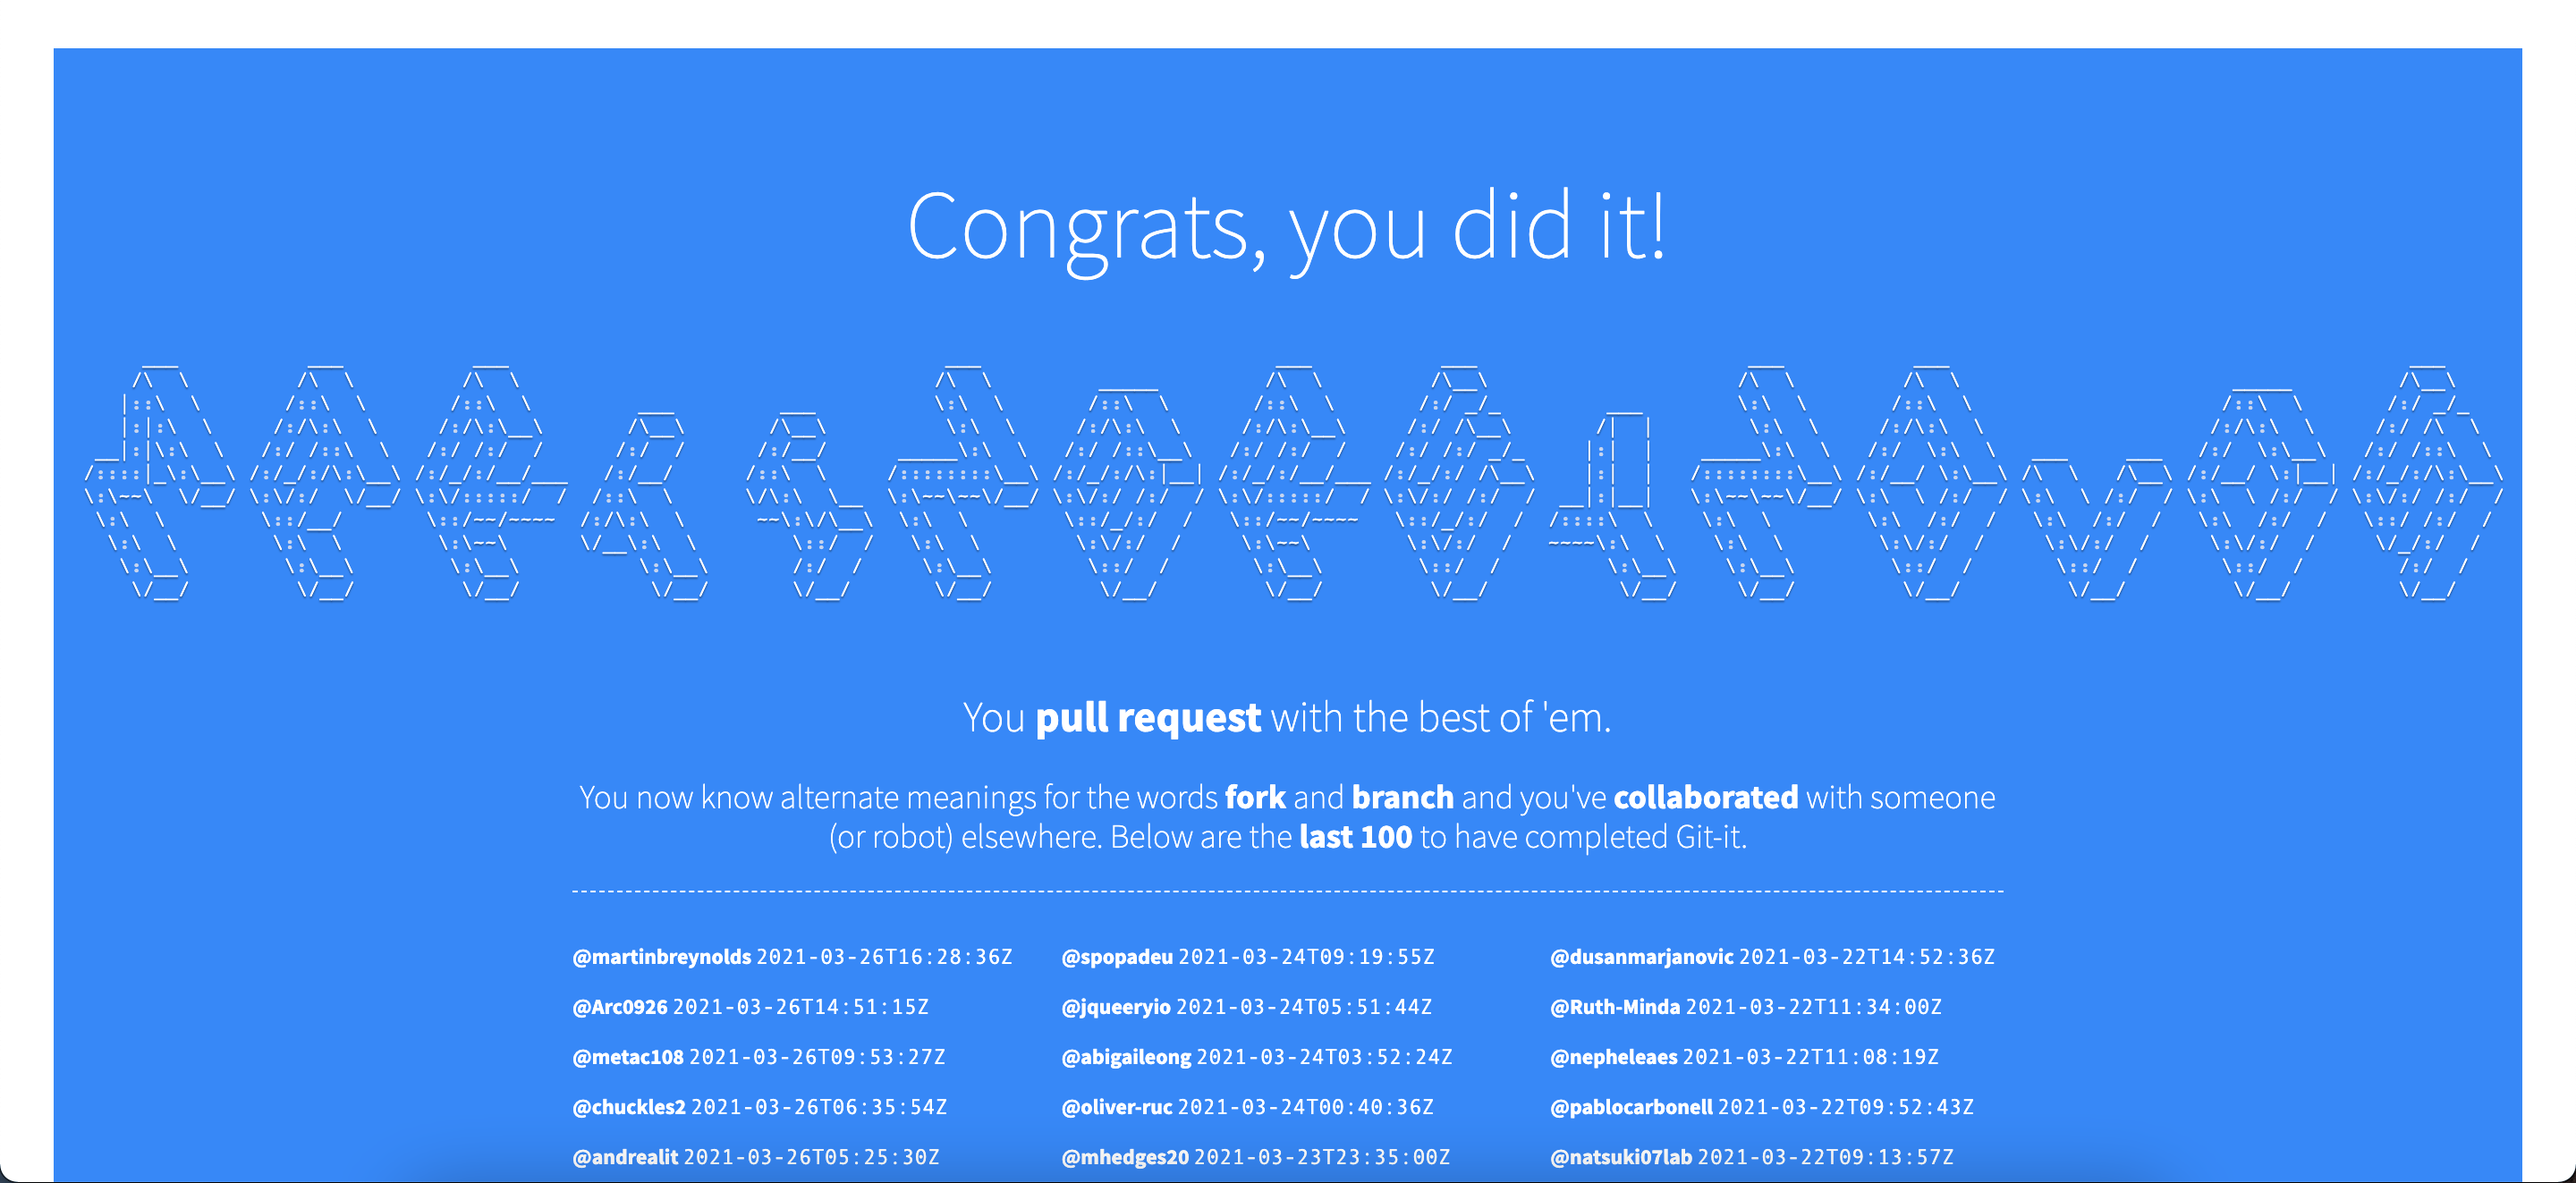 Congrats, you did it!
MARTINBREYNOLDS
You pull request with the best of 'em.
You now know alternate meanings for the words fork and branch and you've collaborated with someone
(or robot) elsewhere. Below are the last 100 to have completed Git-it.
@martinbreynolds 2021-03-26T16:28:36Z
@Arc0926 2021-03-26T14:51:15Z
@metac108 2021-03-26T09:53:27Z
@chuckles2 2021-03-26T06:35:54Z
@andrealit 2021-03-26T05:25:30Z
@spopadeu 2021-03-24T09:19:55Z
@jqueeryio 2021-03-24T05:51:44Z
@abigaileong 2021-03-24T03:52:24Z
@oliver-ruc 2021-03-24T00:40:36Z
@mhedges20 2021-03-23T23:35:00Z
@dusanmarjanovic 2021-03-22T14:52:36Z
@Ruth-Minda 2021-03-22T11:34:00Z
@nepheleaes 2021-03-22T11:08:19Z
@pablocarbonell 2021-03-22T09:52:43Z
@natsuki07lab 2021-03-22T09:13:57Z